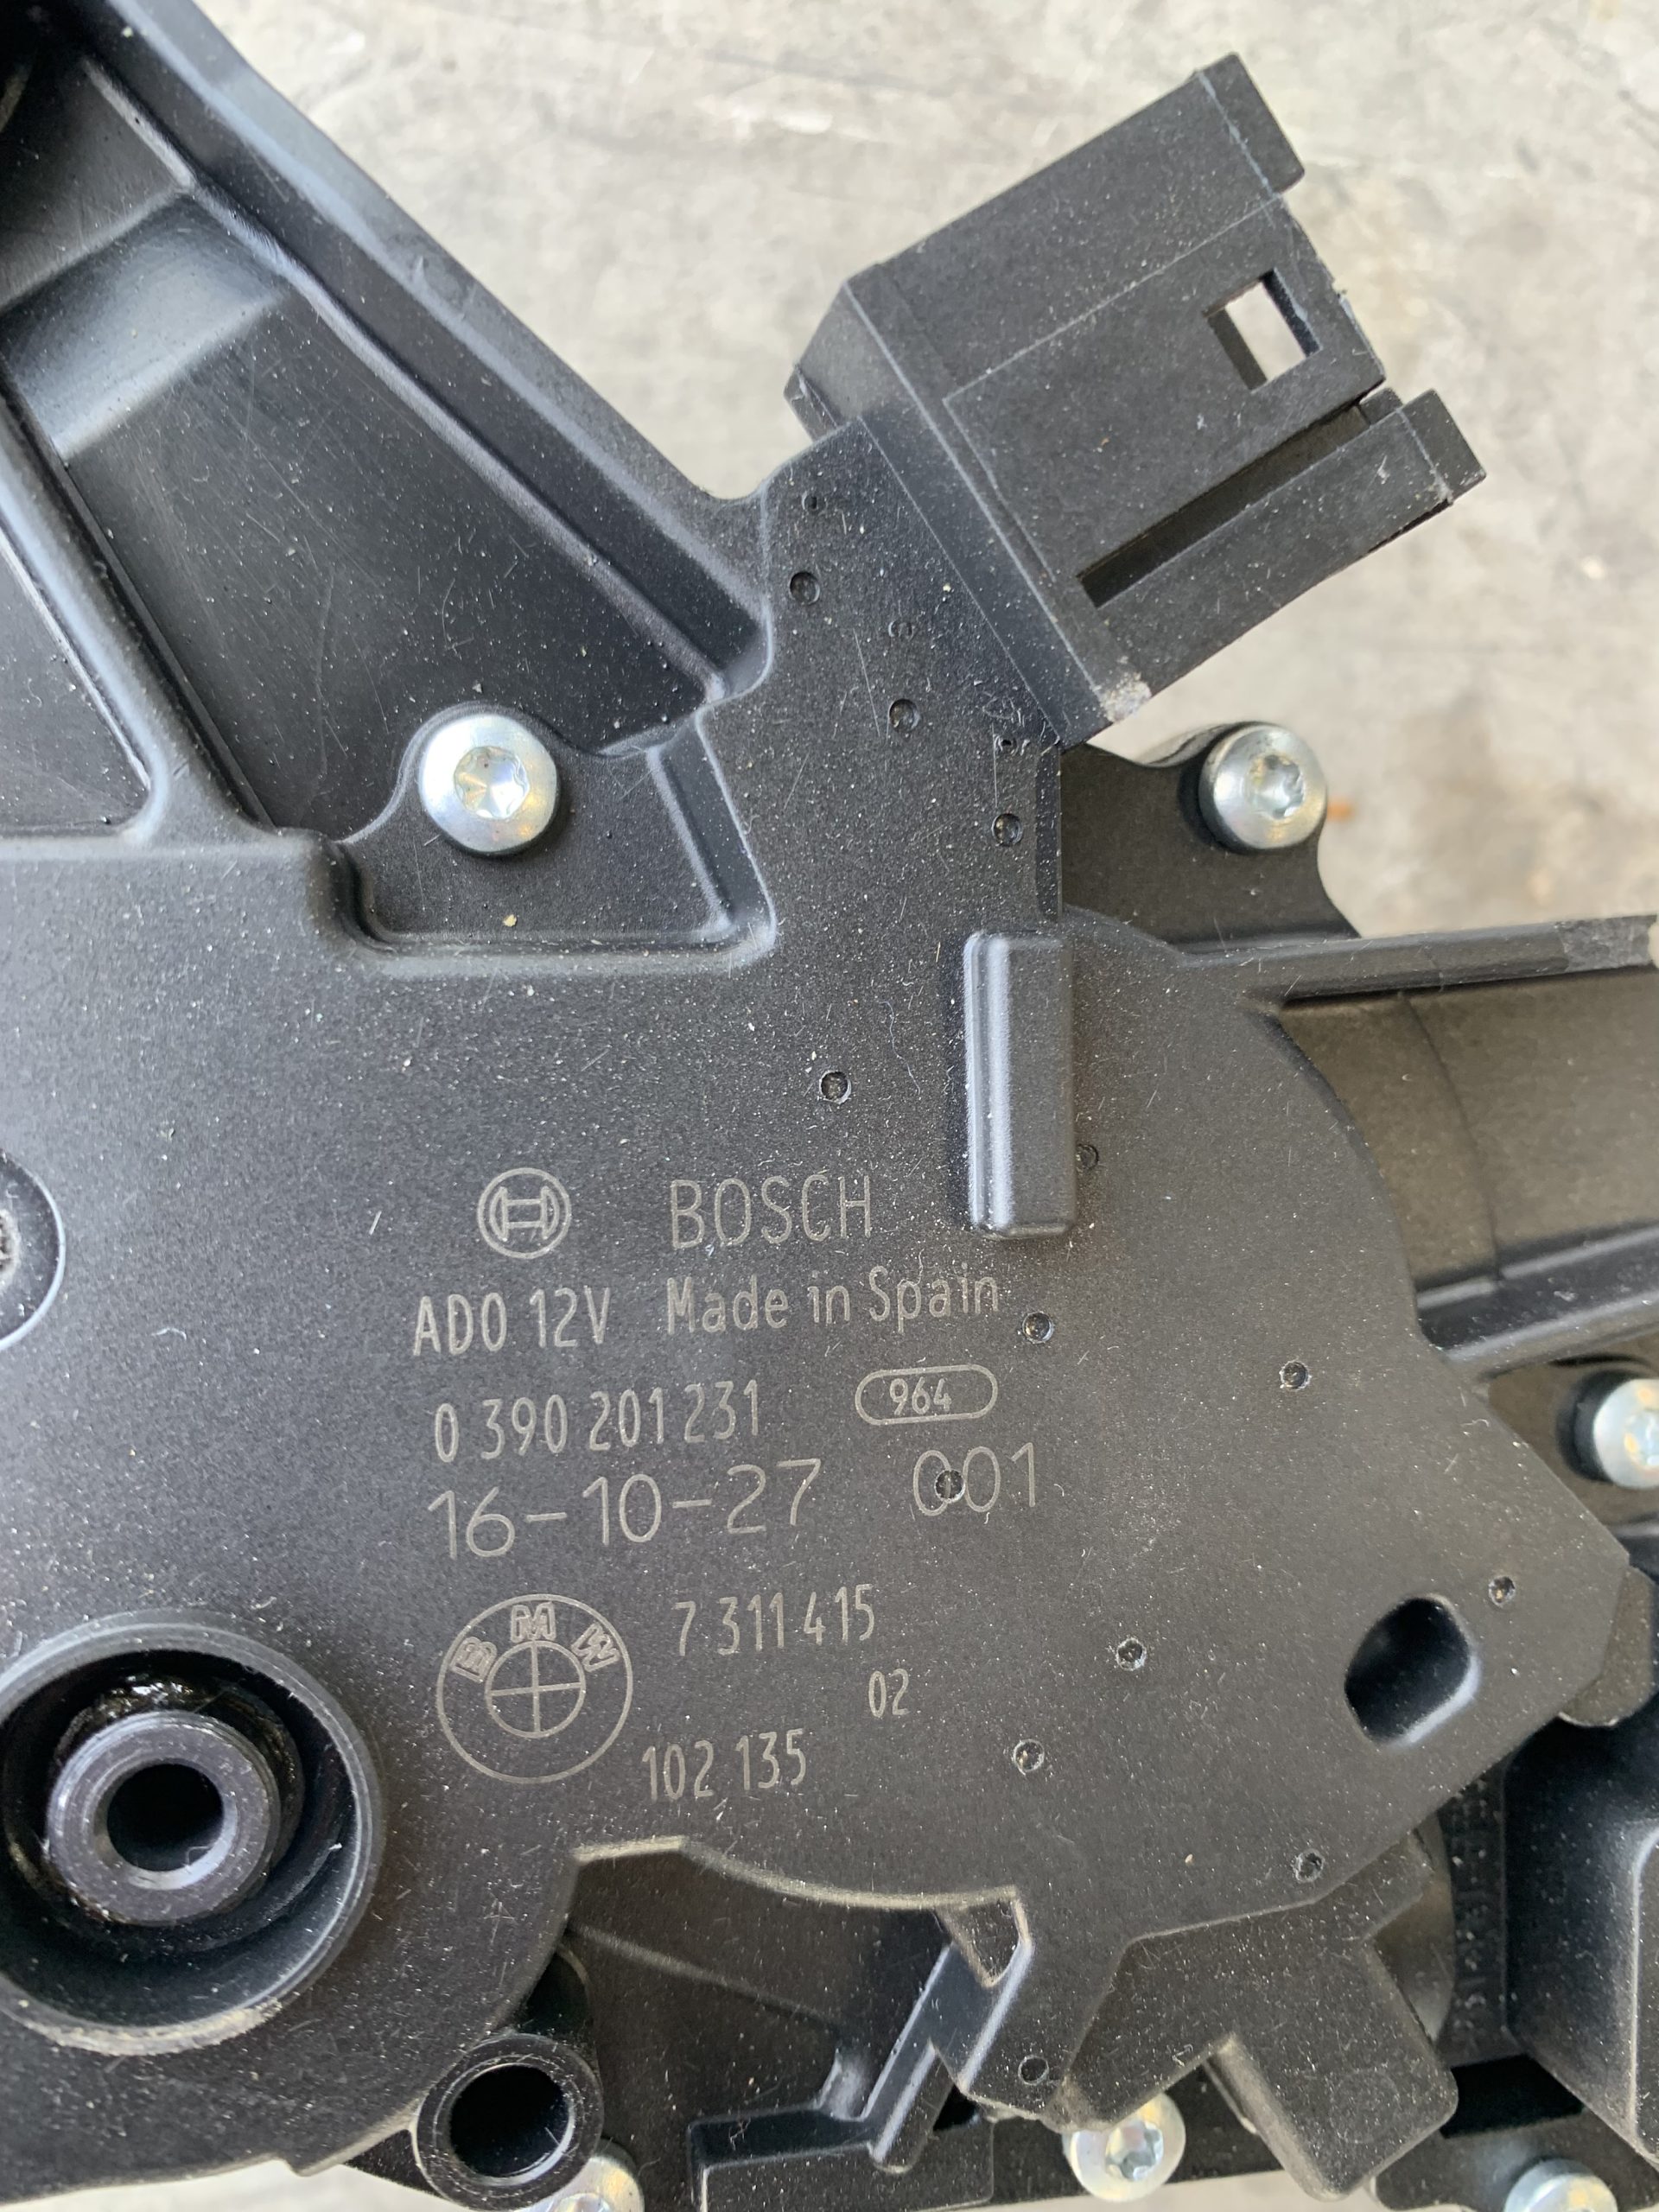 BOSCH
AD0 12V Made in Spain
0 390 201 231 964
16-10-27 001
BMW 7 311 415
02
102 135